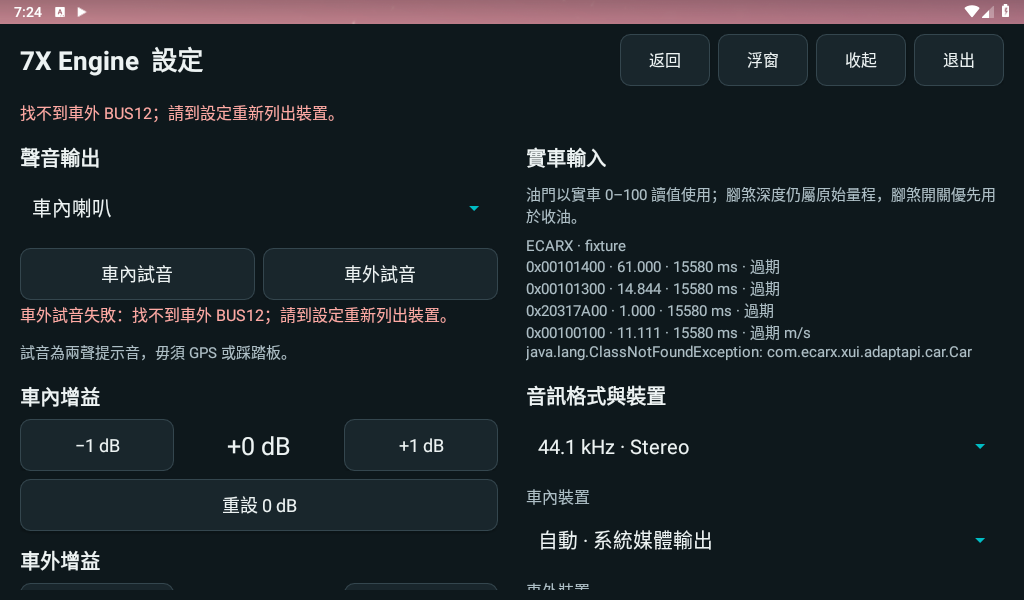 7:24
7X Engine 設定
返回
浮窗
收起
退出
找不到車外 BUS12；請到設定重新列出裝置。
聲音輸出
車內喇叭
車內試音
車外試音
車外試音失敗：找不到車外 BUS12；請到設定重新列出裝置。
試音為兩聲提示音，毋須 GPS 或踩踏板。
車內增益
−1 dB
+0 dB
+1 dB
重設 0 dB
車外增益
實車輸入
油門以實車 0–100 讀值使用；腳煞深度仍屬原始量程，腳煞開關優先用
於收油。
ECARX · fixture
0x00101400 · 61.000 · 15580 ms · 過期
0x00101300 · 14.844 · 15580 ms · 過期
0x20317A00 · 1.000 · 15580 ms · 過期
0x00100100 · 11.111 · 15580 ms · 過期 m/s
java.lang.ClassNotFoundException: com.ecarx.xui.adaptapi.car.Car
音訊格式與裝置
44.1 kHz · Stereo
車內裝置
自動 · 系統媒體輸出
車外裝置